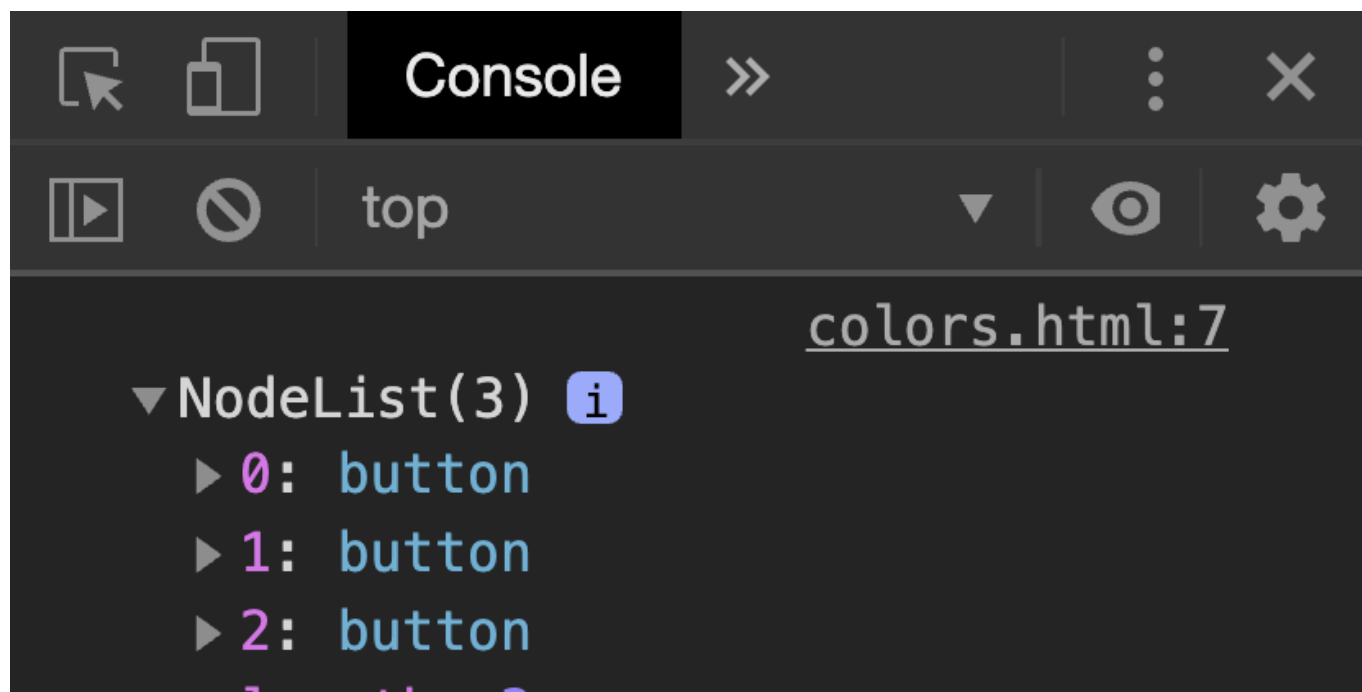 Console
top
colors.html:7
NodeList(3) i
0: button
1: button
2: button